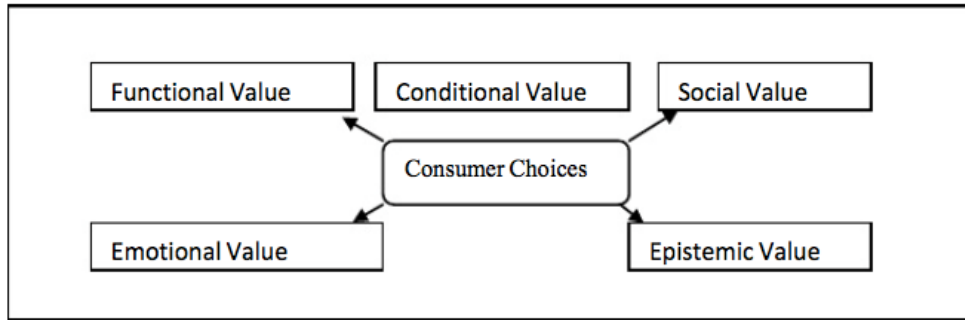 Functional Value
Conditional Value
Social Value
Consumer Choices
Emotional Value
Epistemic Value